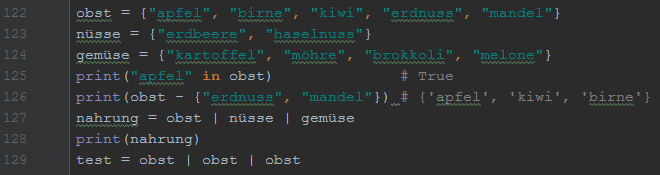 122 obst = {"apfel", "birne", "kiwi", "erdnuss", "mandel"}
123 nüsse = {"erdbeere", "haselnuss"}
124 gemüse = {"kartoffel", "möhre", "brokkoli", "melone"}
125 print("apfel" in obst) # True
126 print(obst - {"erdnuss", "mandel"}) # {'apfel', 'kiwi', 'birne'}
127 nahrung = obst | nüsse | gemüse
128 print(nahrung)
129 test = obst | obst | obst